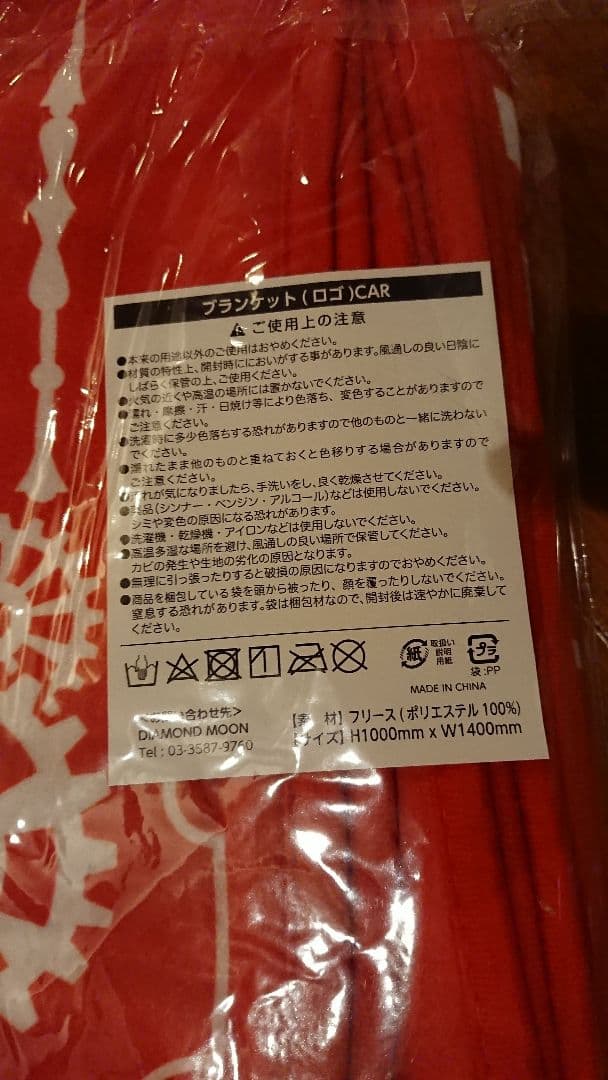 ブランケット(ロゴ)CAR
ご使用上の注意
●本来の用途以外のご使用はおやめください。
●材質の特性上、開封時ににおいがする事があります。風通しの良い日陰に
しばらく保管の上、ご使用ください。
●火気の近くや高温の場所には置かないでください。
●濡れ・摩擦・汗・日焼け等により色落ち、変色することがありますので
ご注意ください。
●洗濯時に多少色落ちする恐れがありますので他のものと一緒に洗わない
でください。
●濡れたまま他のものと重ねておくと色移りする場合がありますので
ご注意ください。
●汚れが気になりましたら、手洗いをし、良く乾燥させてください。
●薬品(シンナー・ベンジン・アルコール)などは使用しないでください。
シミや変色の原因になる恐れがあります。
●洗濯機・乾燥機・アイロンなどは使用しないでください。
●高温多湿な場所を避け、風通しの良い場所で保管してください。
カビの発生や生地の劣化の原因となります。
●無理に引っ張ったりすると破損の原因になりますのでおやめください。
●商品を梱包している袋を頭から被ったり、顔を覆ったりしないでください。
窒息する恐れがあります。袋は梱包材なので、開封後は速やかに廃棄して
ください。
紙
取扱い
説明
用紙
プラ
袋:PP
MADE IN CHINA
<お問い合わせ先>
DIAMOND MOON
Tel : 03-3587-9760
【素　材】フリース(ポリエステル100%)
【サイズ】H1000mm x W1400mm